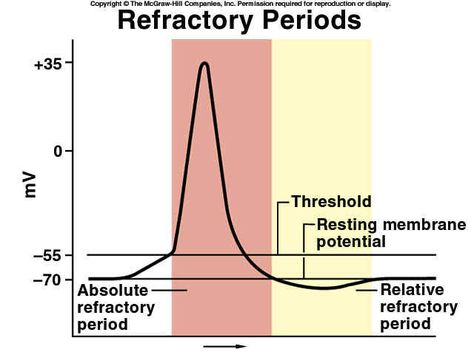 Copyright © The McGraw-Hill Companies, Inc. Permission required for reproduction or display.
Refractory Periods
+35
0
mV
Threshold
Resting membrane
potential
–55
–70
Absolute
refractory
period
Relative
refractory
period